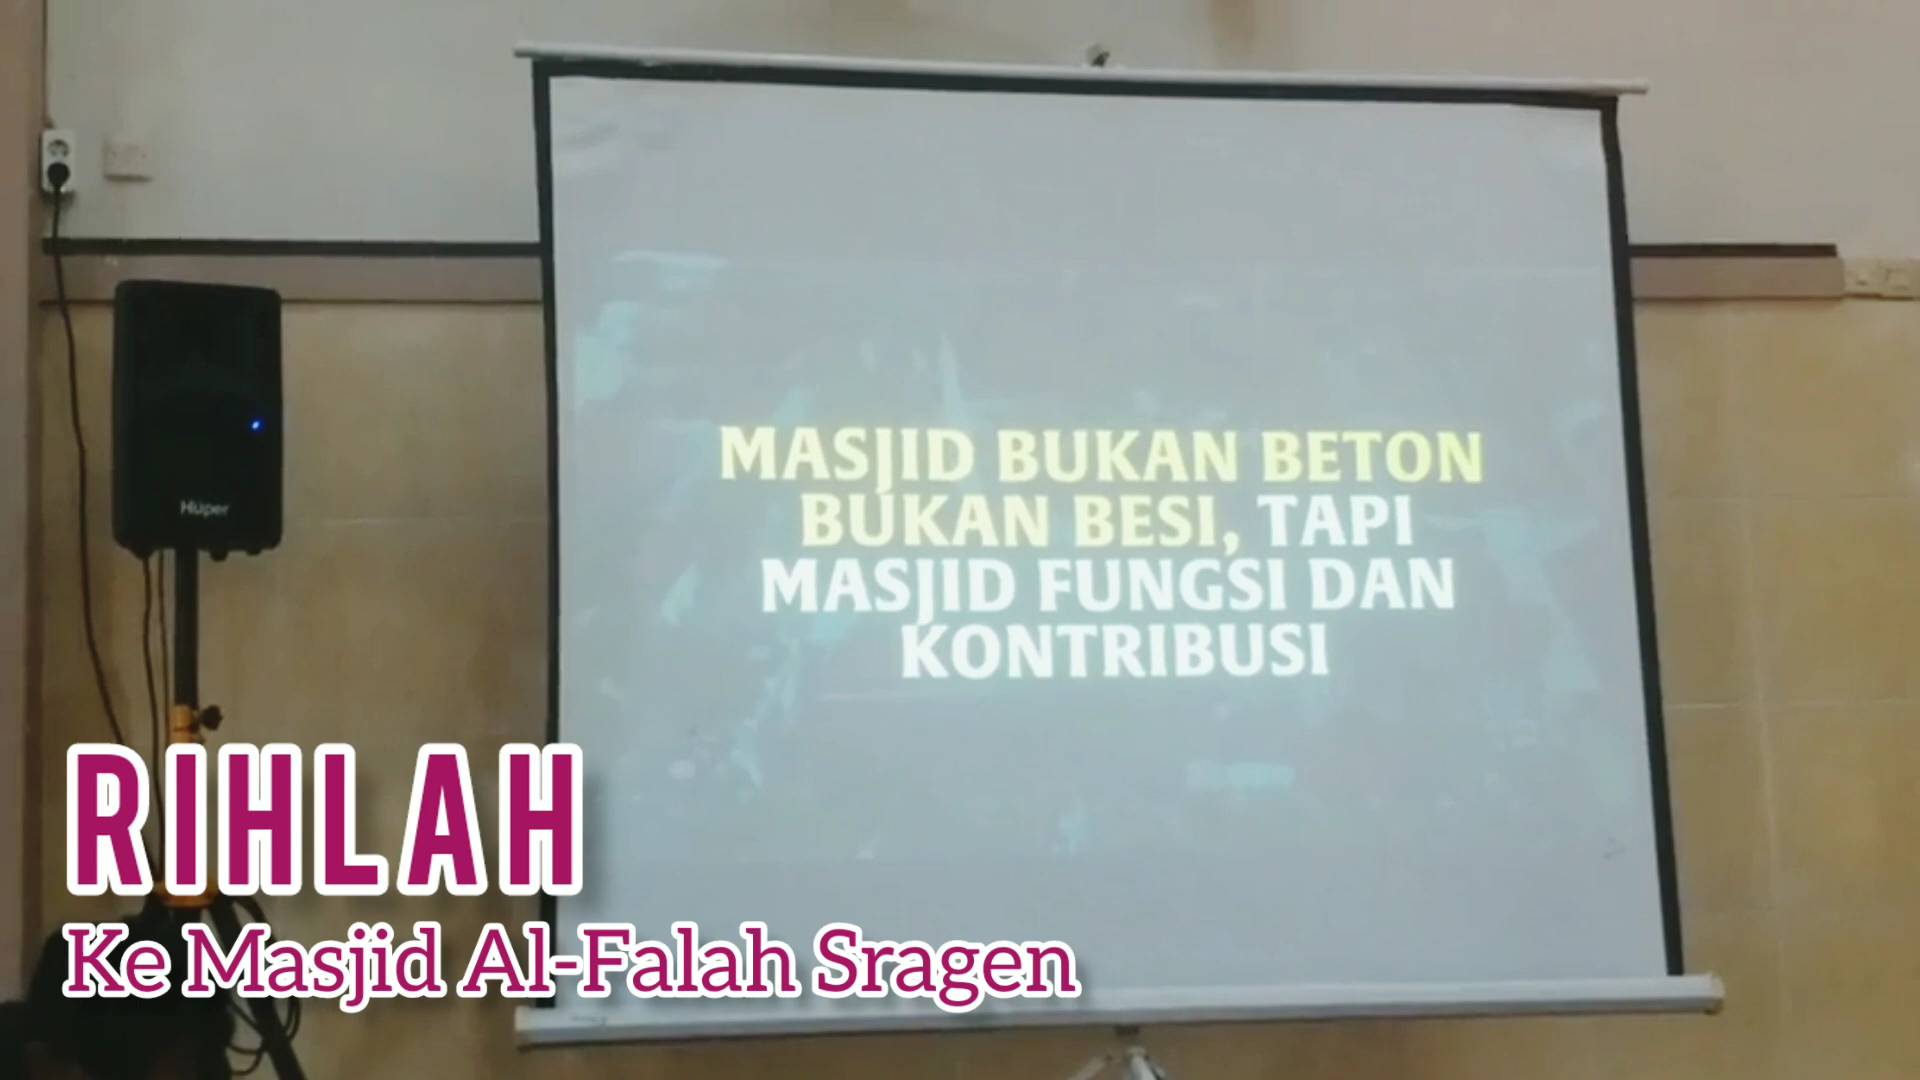 MASJID BUKAN BETON
BUKAN BESI, TAPI
MASJID FUNGSI DAN
KONTRIBUSI
Hüper
RIHLAH
Ke Masjid Al-Falah Sragen